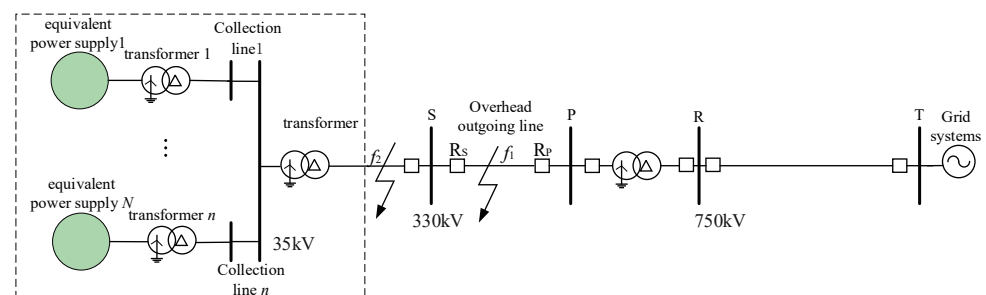 equivalent
power supply1
transformer 1
Collection
line1
⋮
equivalent
power supply N
transformer n
Collection
line n
35kV
transformer
f2
S
330kV
RS
Overhead
outgoing line
f1
RP
P
R
750kV
T
Grid
systems